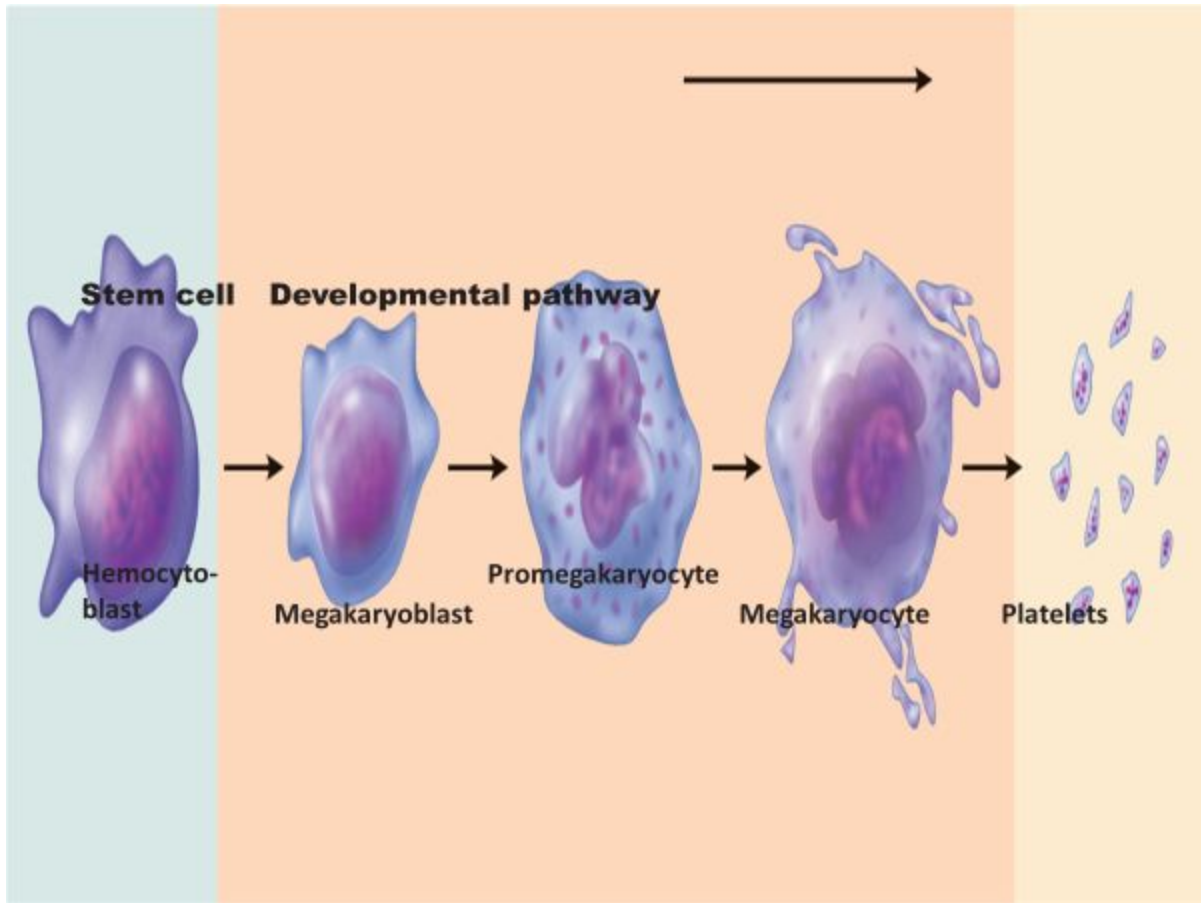 Stem cell
Developmental pathway
Hemocyto-
blast
Megakaryoblast
Promegakaryocyte
Megakaryocyte
Platelets